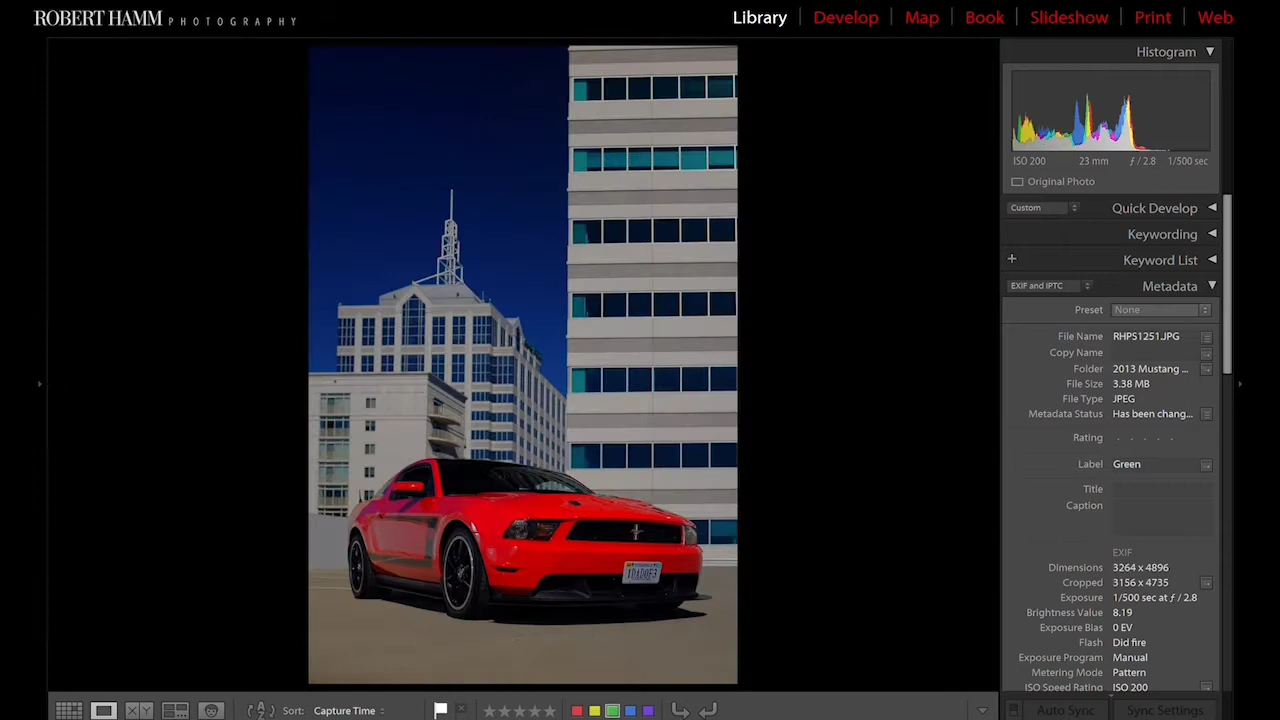 ROBERT HAMM PHOTOGRAPHY
Library Develop Map Book Slideshow Print Web
Histogram
ISO 200 23 mm ƒ / 2.8 1/500 sec
Original Photo
Custom Quick Develop
Keywording
+ Keyword List
EXIF and IPTC Metadata
Preset None
File Name RHPS1251.JPG
Copy Name
Folder 2013 Mustang ...
File Size 3.38 MB
File Type JPEG
Metadata Status Has been chang...
Rating
Label Green
Title
Caption
EXIF
Dimensions 3264 x 4896
Cropped 3156 x 4735
Exposure 1/500 sec at ƒ / 2.8
Brightness Value 8.19
Exposure Bias 0 EV
Flash Did fire
Exposure Program Manual
Metering Mode Pattern
ISO Speed Rating ISO 200
Sort: Capture Time
Auto Sync Sync Settings